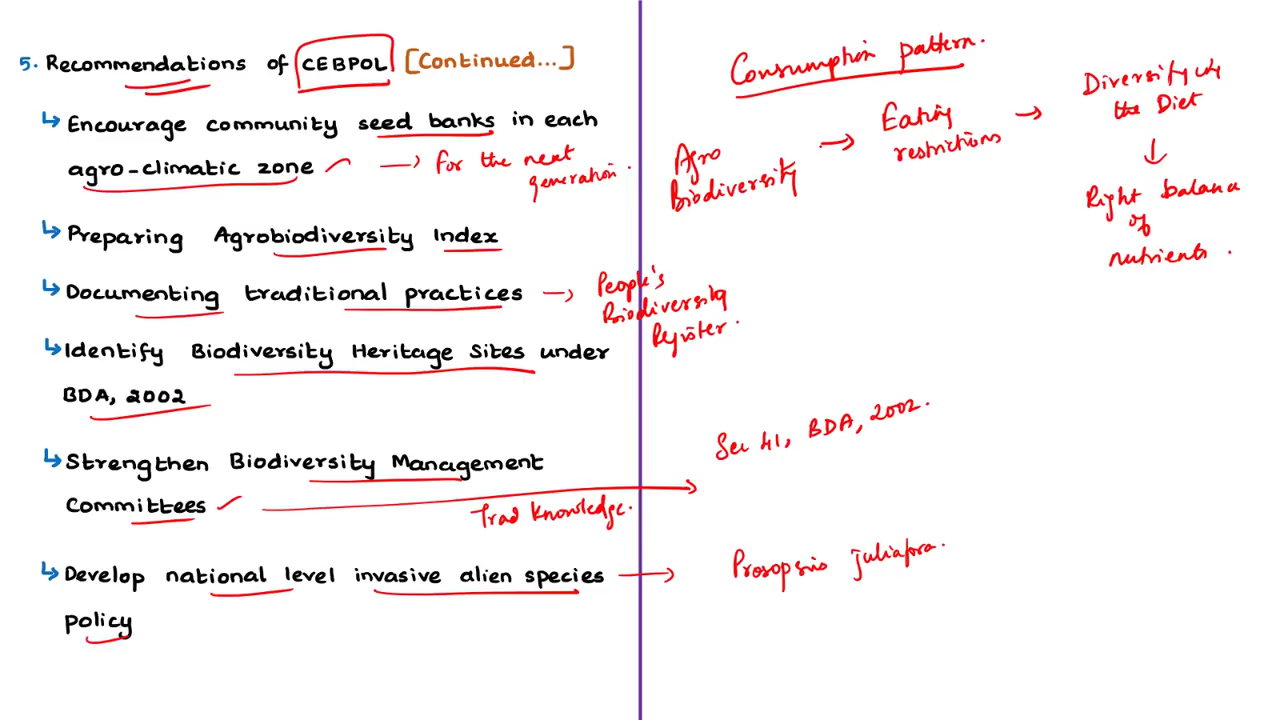 5. Recommendations of CEBPOL [Continued...]
↳ Encourage community seed banks in each
agro-climatic zone → for the next
generation.
↳ Preparing Agrobiodiversity Index
↳ Documenting traditional practices → People's
Biodiversity
Register.
↳ Identify Biodiversity Heritage Sites under
BDA, 2002
↳ Strengthen Biodiversity Management
Committees →
Trad Knowledge.
Sec 41, BDA, 2002.
↳ Develop national level invasive alien species →
policy
Prosopsis juliafora.
Consumption pattern.
Agro
Biodiversity
→ Eating
restrictions
→ Diversify
the Diet
↓
Right balance
of
nutrients.